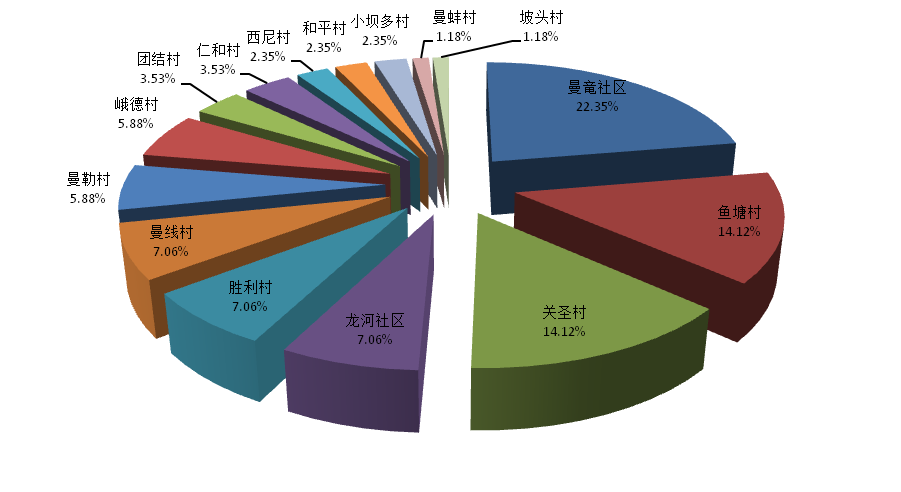 曼竜社区
22.35%
鱼塘村
14.12%
关圣村
14.12%
龙河社区
7.06%
胜利村
7.06%
曼线村
7.06%
曼勒村
5.88%
峨德村
5.88%
团结村
3.53%
仁和村
3.53%
西尼村
2.35%
和平村
2.35%
小坝多村
2.35%
曼蚌村
1.18%
坡头村
1.18%